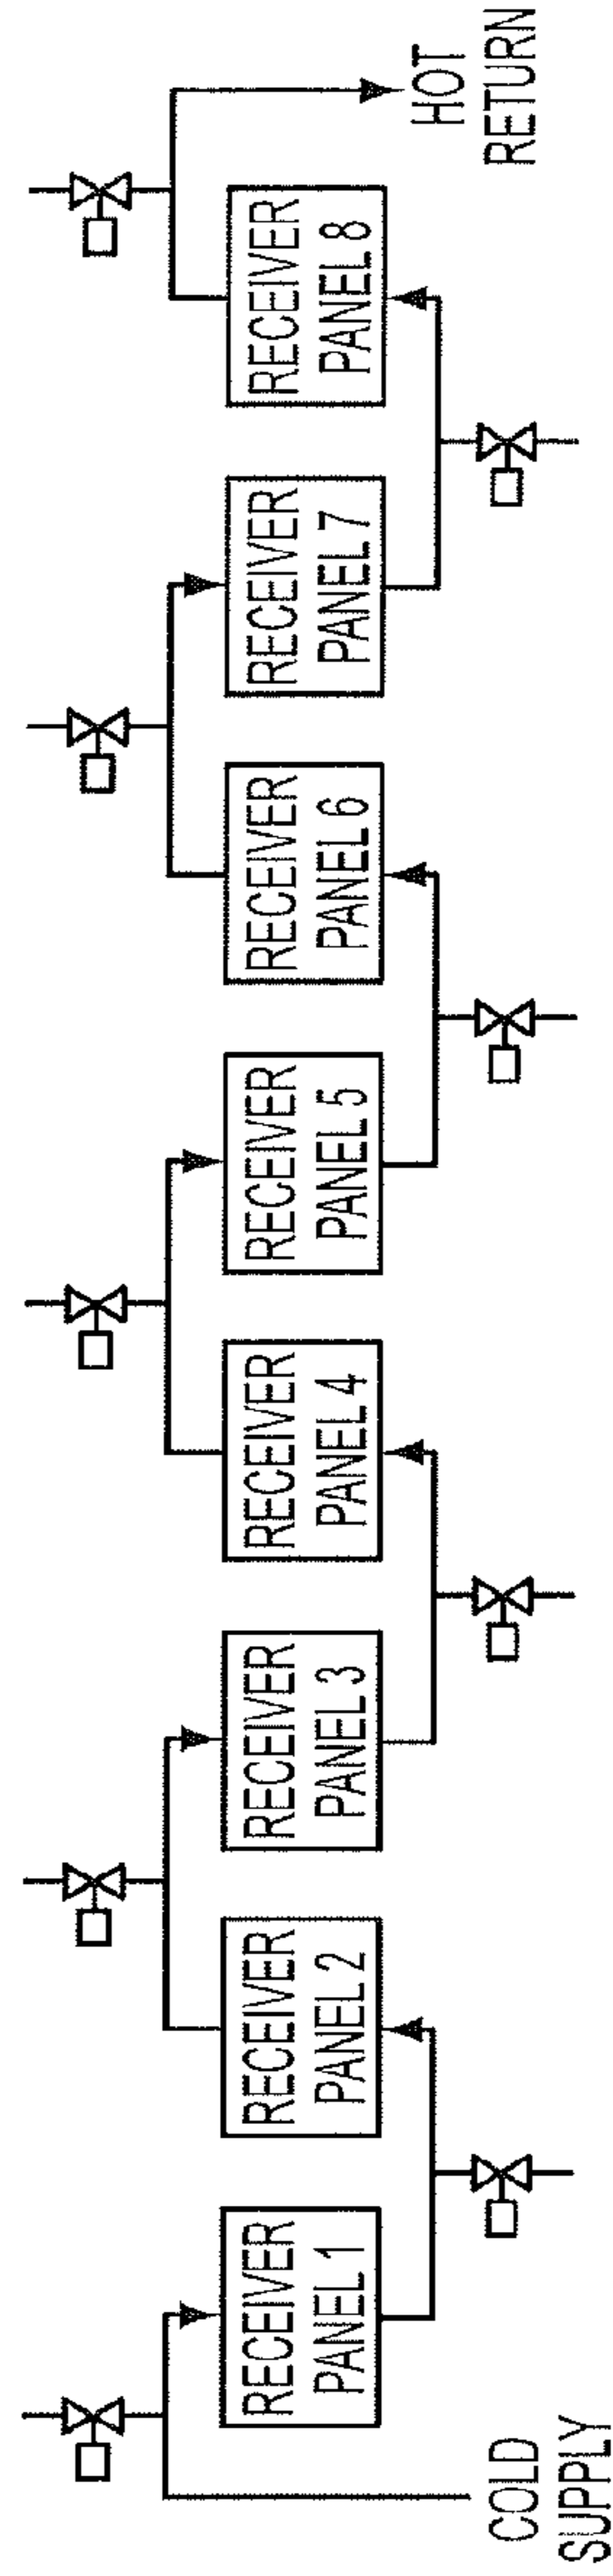 COLD
SUPPLY
RECEIVER
PANEL 1
RECEIVER
PANEL 2
RECEIVER
PANEL 3
RECEIVER
PANEL 4
RECEIVER
PANEL 5
RECEIVER
PANEL 6
RECEIVER
PANEL 7
RECEIVER
PANEL 8
HOT
RETURN